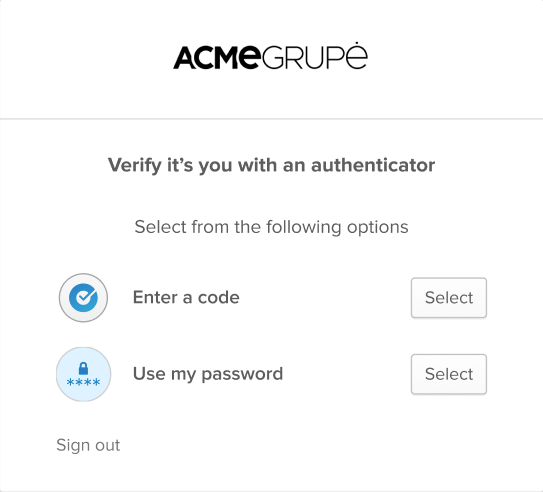 ACMEGRUPĖ
Verify it’s you with an authenticator
Select from the following options
Enter a code
Select
****
Use my password
Select
Sign out